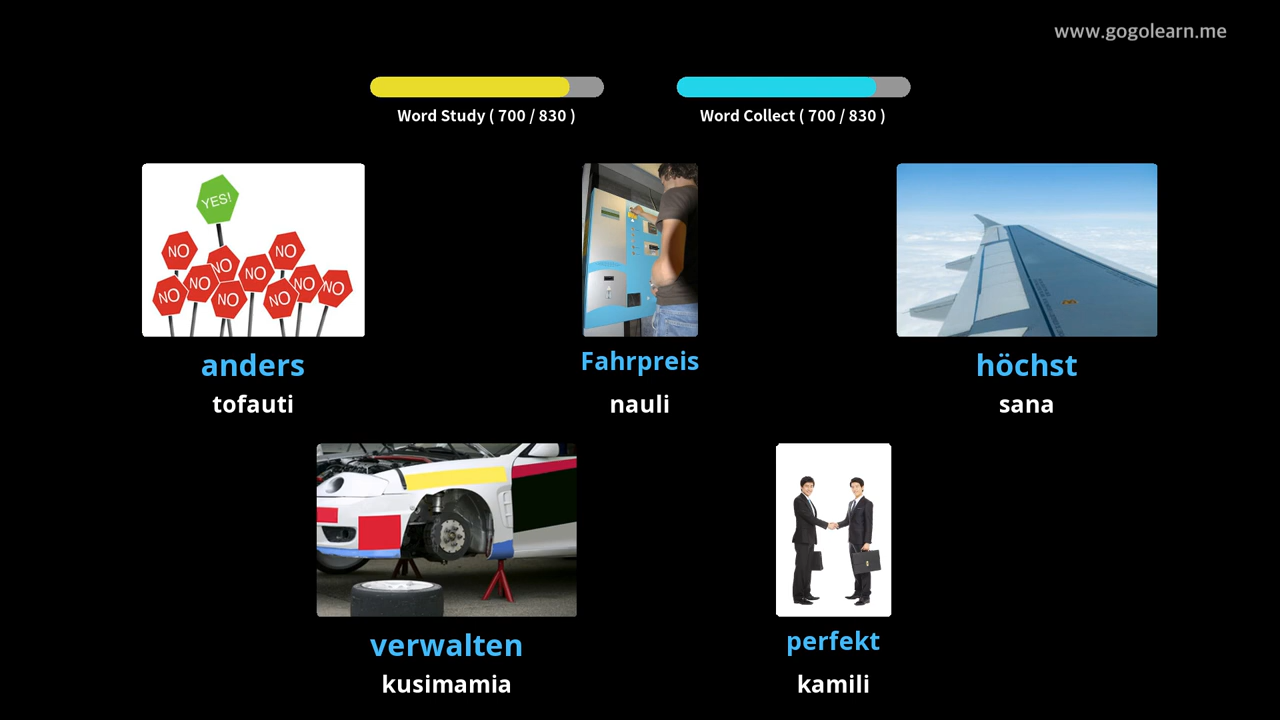 www.gogolearn.me
Word Study ( 700 / 830 )
Word Collect ( 700 / 830 )
YES!
NO
NO
NO
NO
NO
NO
NO
NO
NO
NO
anders
tofauti
Fahrpreis
nauli
höchst
sana
verwalten
kusimamia
perfekt
kamili